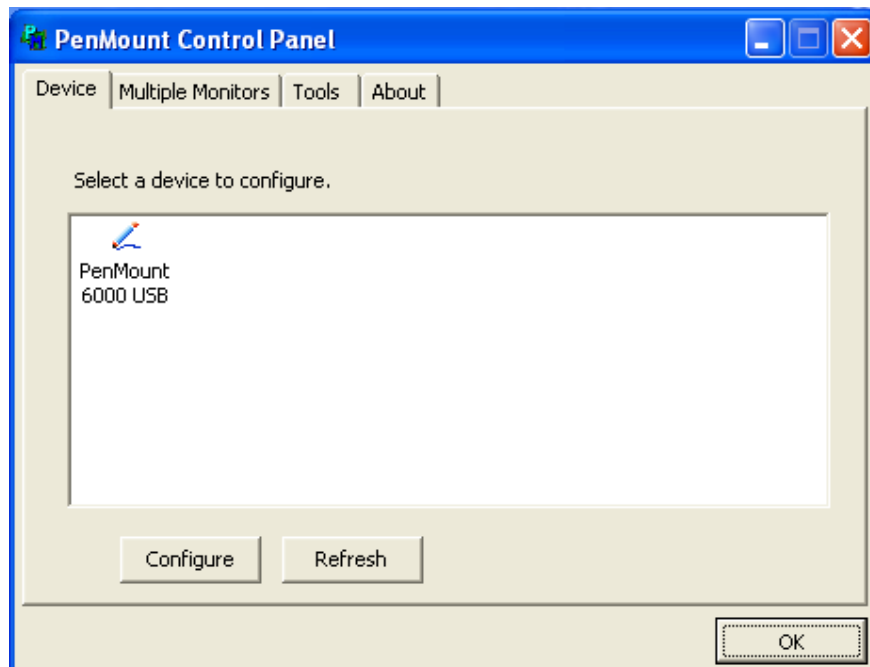 PenMount Control Panel
Device Multiple Monitors Tools About
Select a device to configure.
PenMount
6000 USB
Configure Refresh
OK